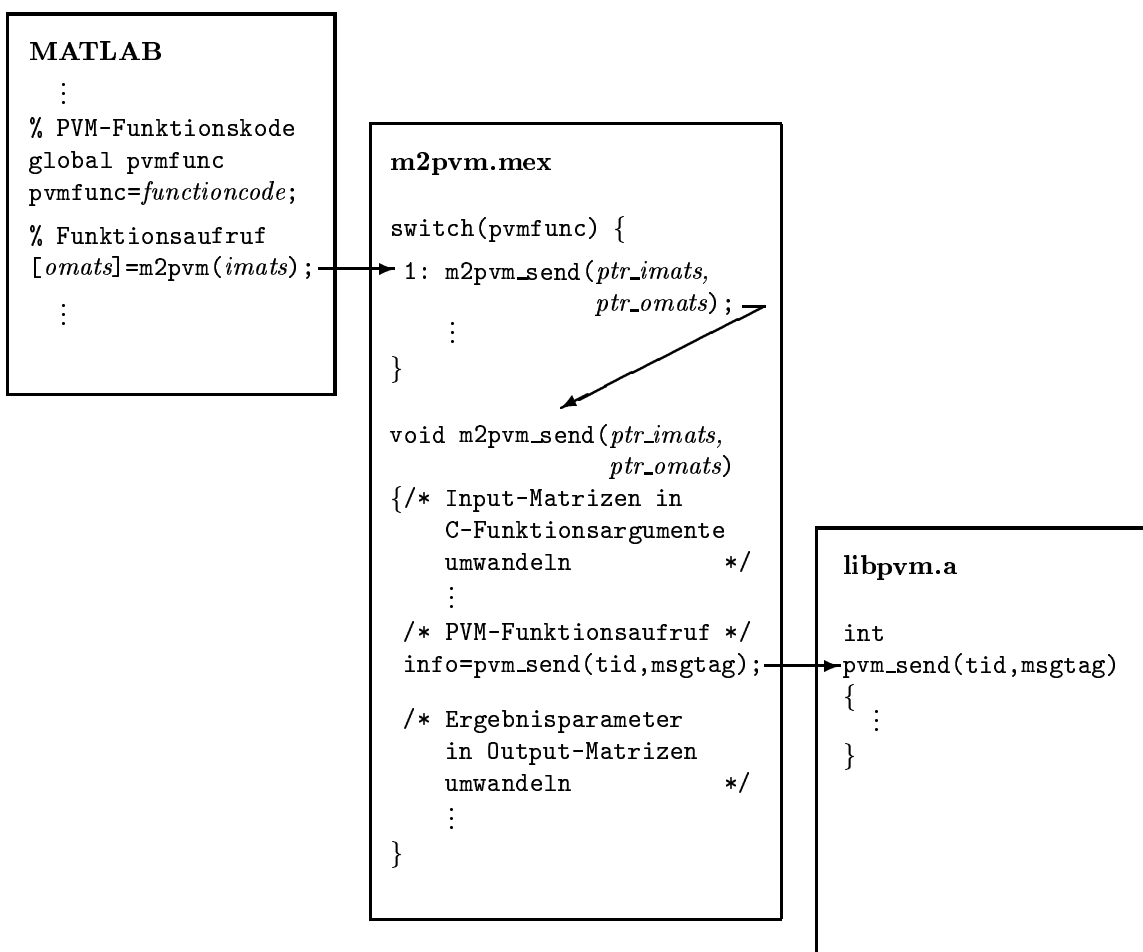 MATLAB
⋮
% PVM-Funktionskode
global pvmfunc
pvmfunc=functioncode;
% Funktionsaufruf
[omats]=m2pvm(imats);
⋮
m2pvm.mex
switch(pvmfunc) {
1: m2pvm_send(ptr_imats,
ptr_omats);
⋮
}
void m2pvm_send(ptr_imats,
ptr_omats)
{/* Input-Matrizen in
C-Funktionsargumente
umwandeln */
⋮
/* PVM-Funktionsaufruf */
info=pvm_send(tid,msgtag);
/* Ergebnisparameter
in Output-Matrizen
umwandeln */
⋮
}
libpvm.a
int
pvm_send(tid,msgtag)
{
⋮
}